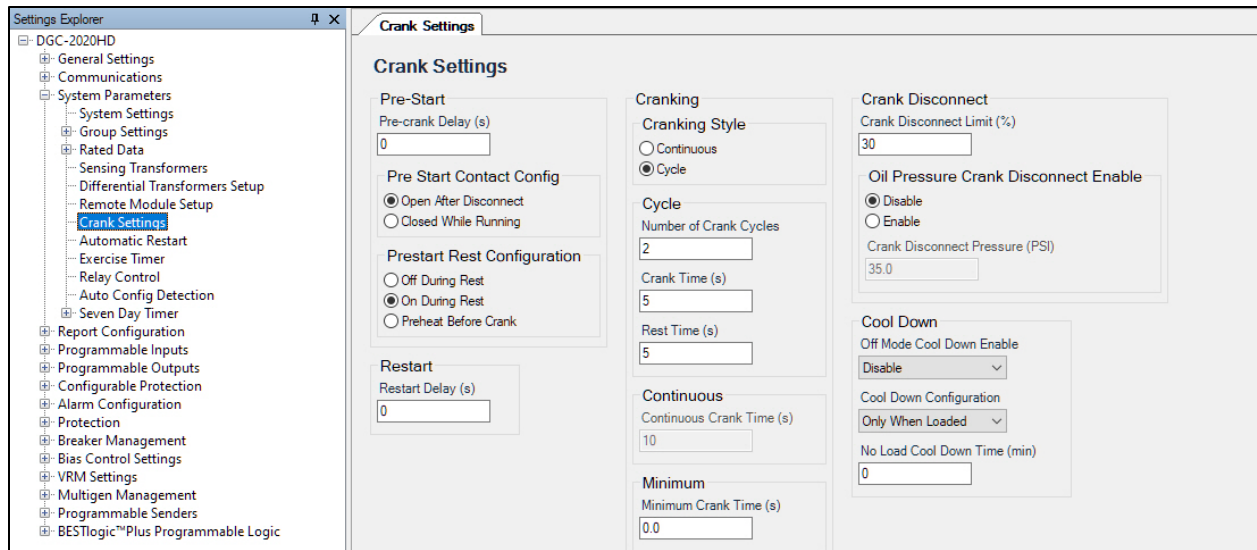 Settings Explorer
DGC-2020HD
General Settings
Communications
System Parameters
System Settings
Group Settings
Rated Data
Sensing Transformers
Differential Transformers Setup
Remote Module Setup
Crank Settings
Automatic Restart
Exercise Timer
Relay Control
Auto Config Detection
Seven Day Timer
Report Configuration
Programmable Inputs
Programmable Outputs
Configurable Protection
Alarm Configuration
Protection
Breaker Management
Bias Control Settings
VRM Settings
Multigen Management
Programmable Senders
BESTlogic™Plus Programmable Logic
Crank Settings
Crank Settings
Pre-Start
Pre-crank Delay (s)
0
Pre Start Contact Config
Open After Disconnect
Closed While Running
Prestart Rest Configuration
Off During Rest
On During Rest
Preheat Before Crank
Restart
Restart Delay (s)
0
Cranking
Cranking Style
Continuous
Cycle
Cycle
Number of Crank Cycles
2
Crank Time (s)
5
Rest Time (s)
5
Continuous
Continuous Crank Time (s)
10
Minimum
Minimum Crank Time (s)
0.0
Crank Disconnect
Crank Disconnect Limit (%)
30
Oil Pressure Crank Disconnect Enable
Disable
Enable
Crank Disconnect Pressure (PSI)
35.0
Cool Down
Off Mode Cool Down Enable
Disable
Cool Down Configuration
Only When Loaded
No Load Cool Down Time (min)
0